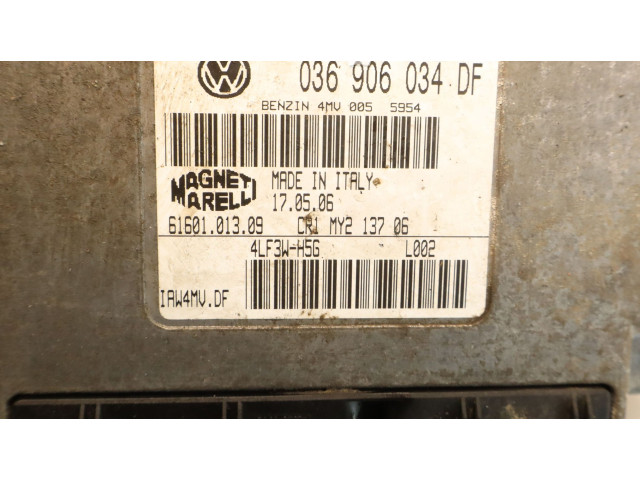 036 906 034 DF
BENZIN 4MV 005 5954
MAGNETI MARELLI
MADE IN ITALY
17.05.06
61601.013.09 CR1 MY2 137 06
4LF3W-H5G L002
IAW4MV.DF